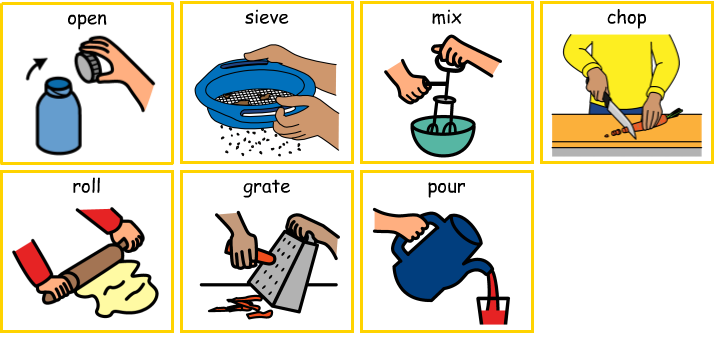 open
sieve
mix
chop
roll
grate
pour